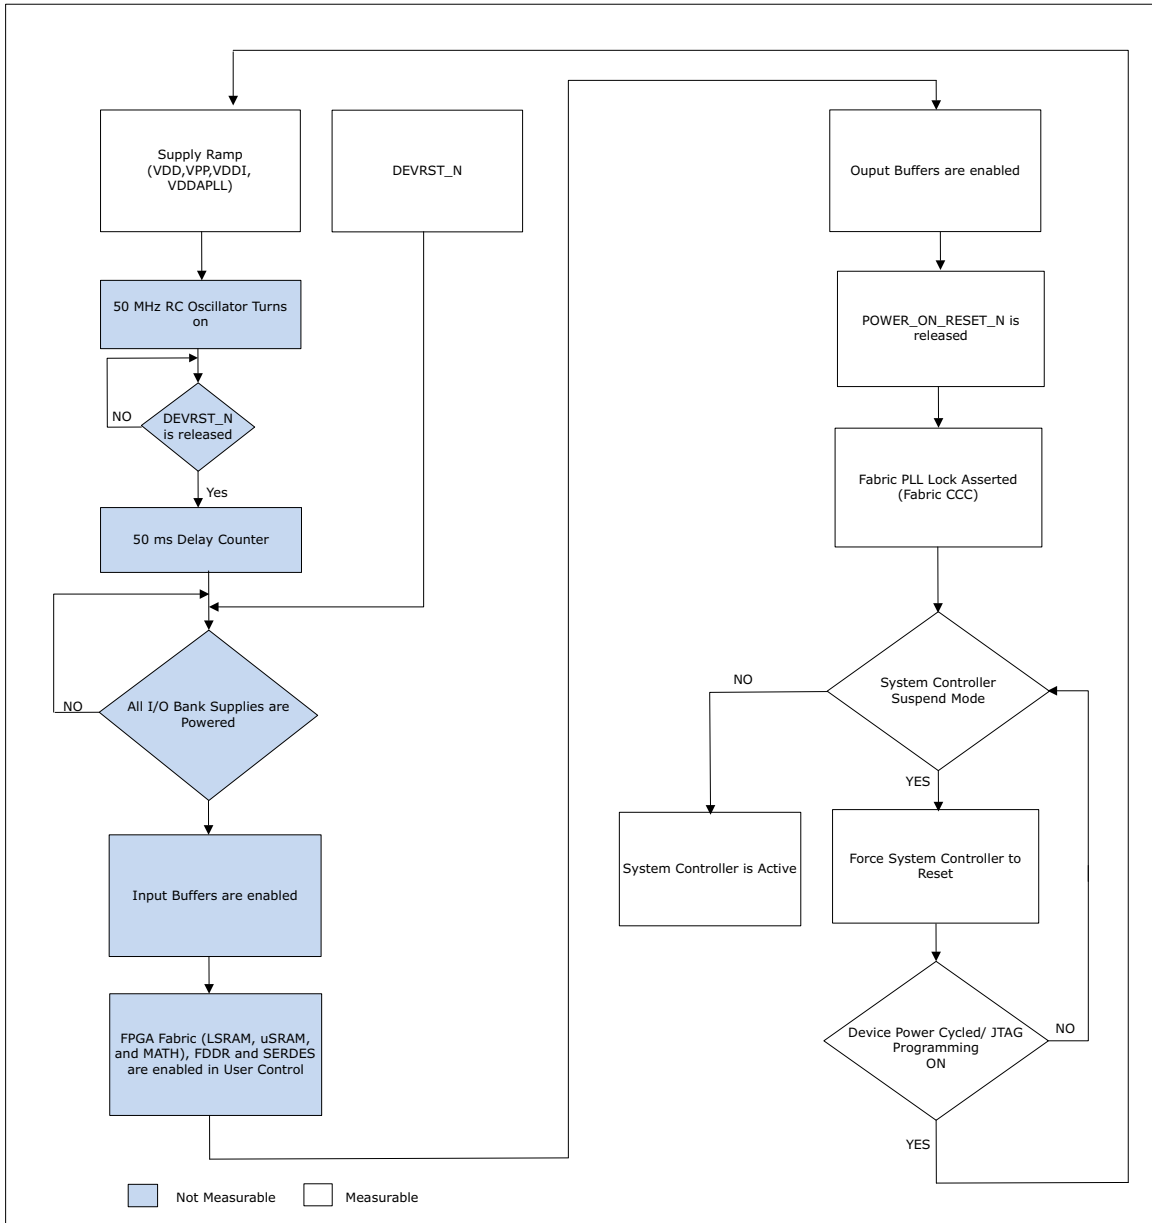 Supply Ramp
(VDD,VPP,VDDI,
VDDAPLL)
DEVRST_N
50 MHz RC Oscillator Turns
on
NO
DEVRST_N
is released
Yes
50 ms Delay Counter
NO
All I/O Bank Supplies are
Powered
Input Buffers are enabled
FPGA Fabric (LSRAM, uSRAM,
and MATH), FDDR and SERDES
are enabled in User Control
Ouput Buffers are enabled
POWER_ON_RESET_N is
released
Fabric PLL Lock Asserted
(Fabric CCC)
NO
System Controller
Suspend Mode
YES
System Controller is Active
Force System Controller to
Reset
Device Power Cycled/ JTAG
Programming
ON
NO
YES
Not Measurable
Measurable